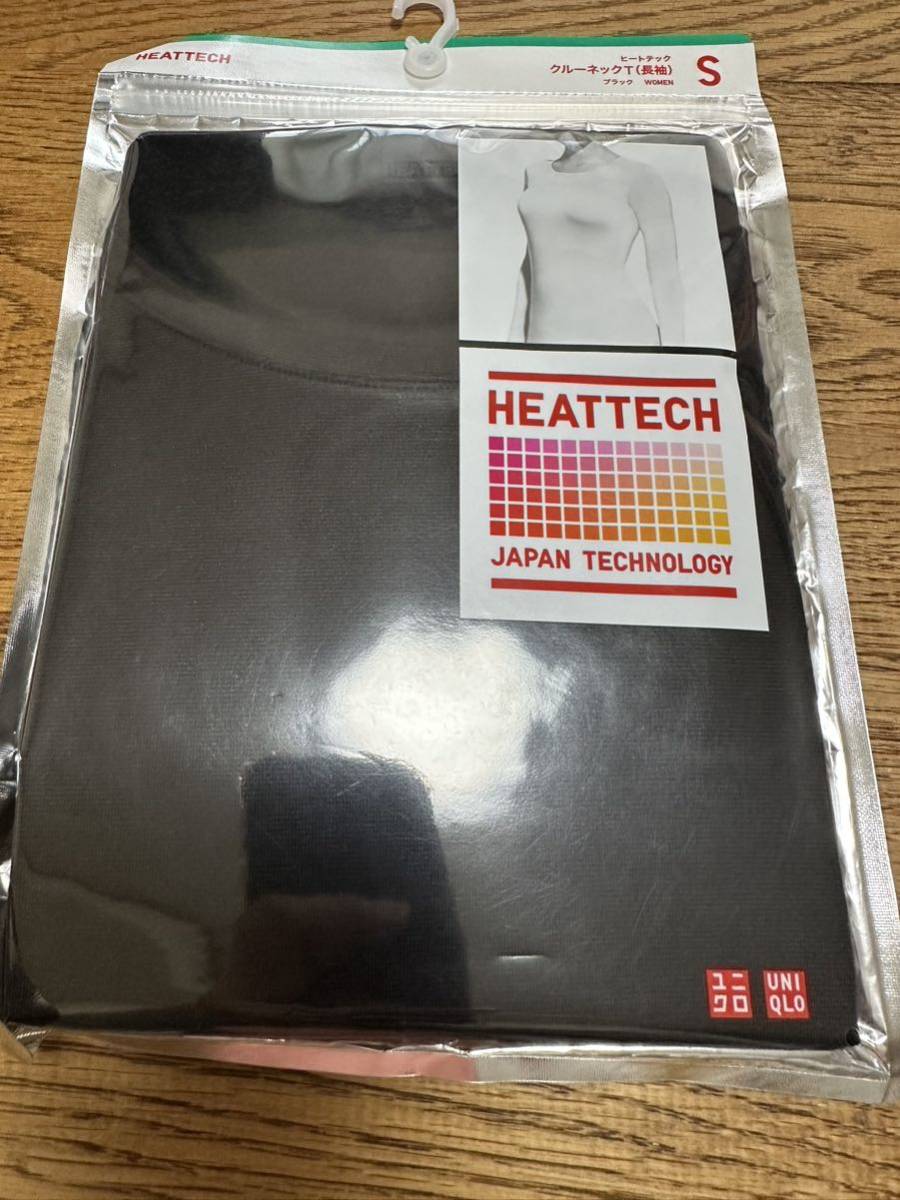 HEATTECH
ヒートテック
クルーネックT(長袖)
ブラック WOMEN
S
HEATTECH
HEATTECH
JAPAN TECHNOLOGY
ユニ
クロ
UNI
QLO